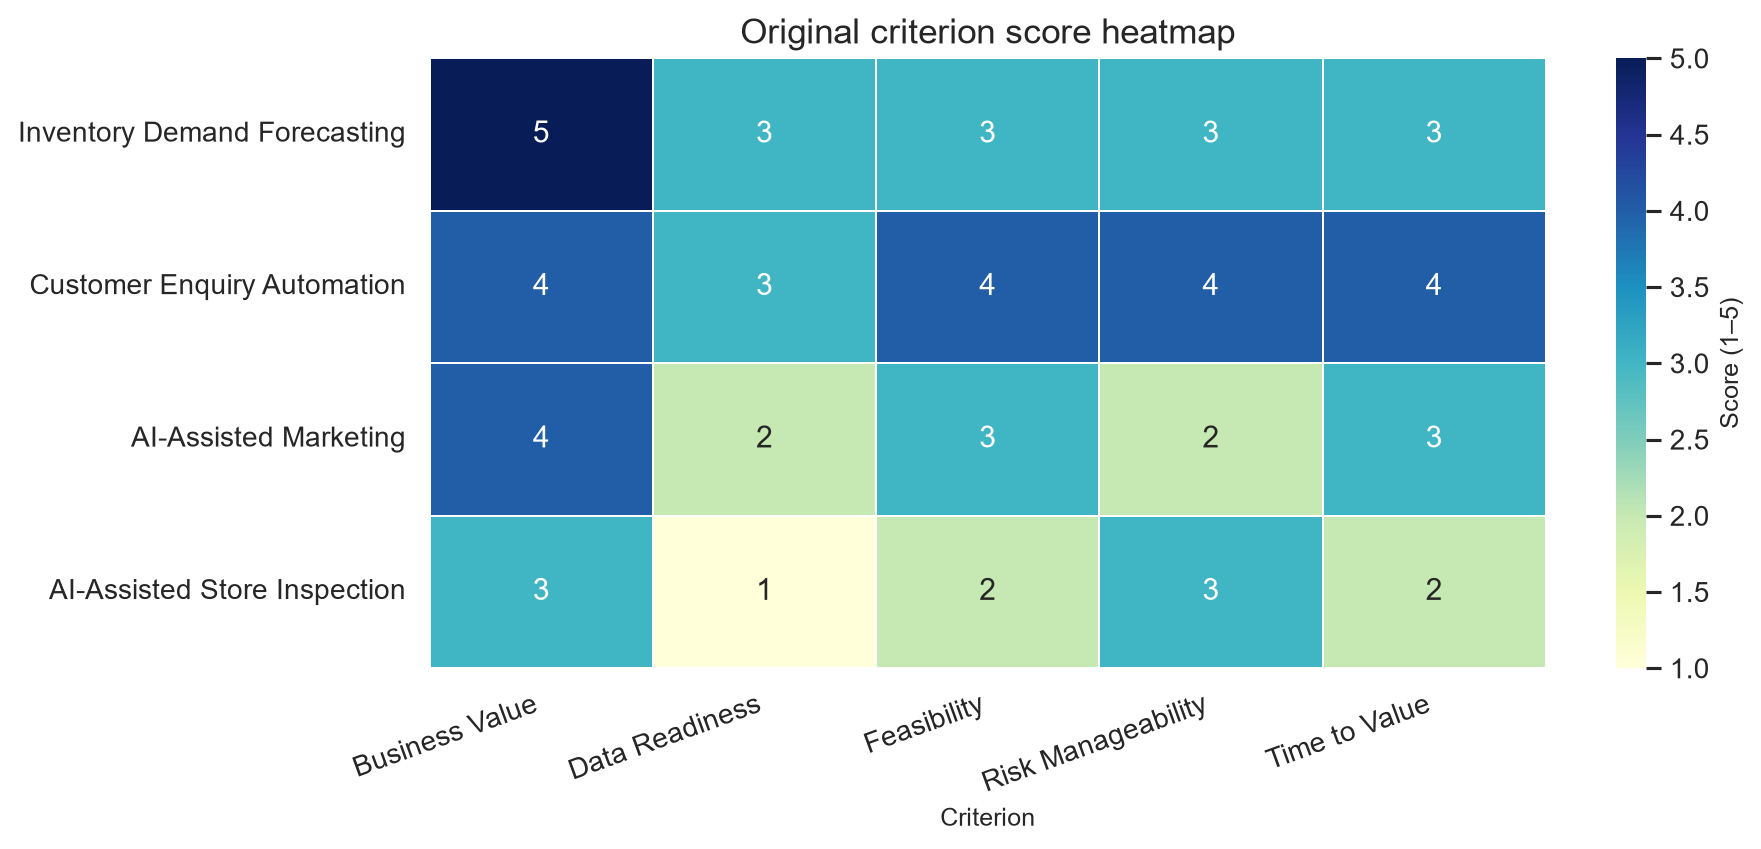 Original criterion score heatmap
Inventory Demand Forecasting 5 3 3 3 3
Customer Enquiry Automation 4 3 4 4 4
AI-Assisted Marketing 4 2 3 2 3
AI-Assisted Store Inspection 3 1 2 3 2
Business Value
Data Readiness
Feasibility
Risk Manageability
Time to Value
Criterion
5.0
4.5
4.0
3.5
3.0
2.5
2.0
1.5
1.0
Score (1–5)